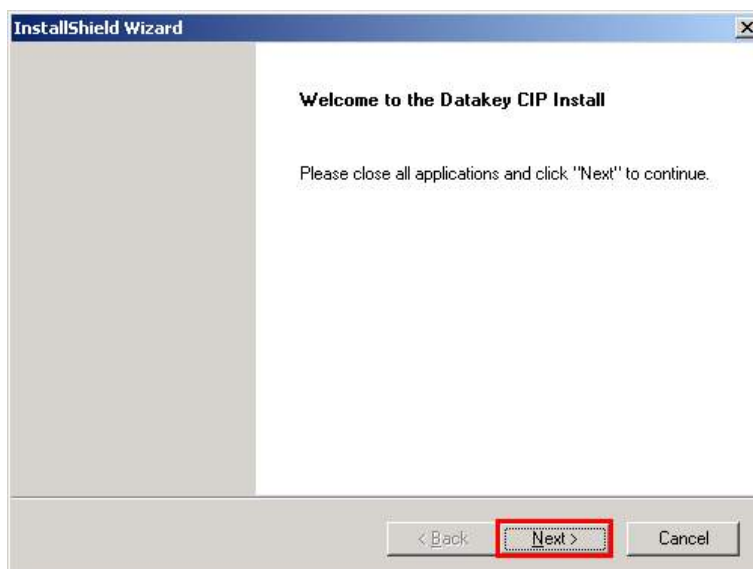 InstallShield Wizard
Welcome to the Datakey CIP Install
Please close all applications and click "Next" to continue.
< Back
Next >
Cancel